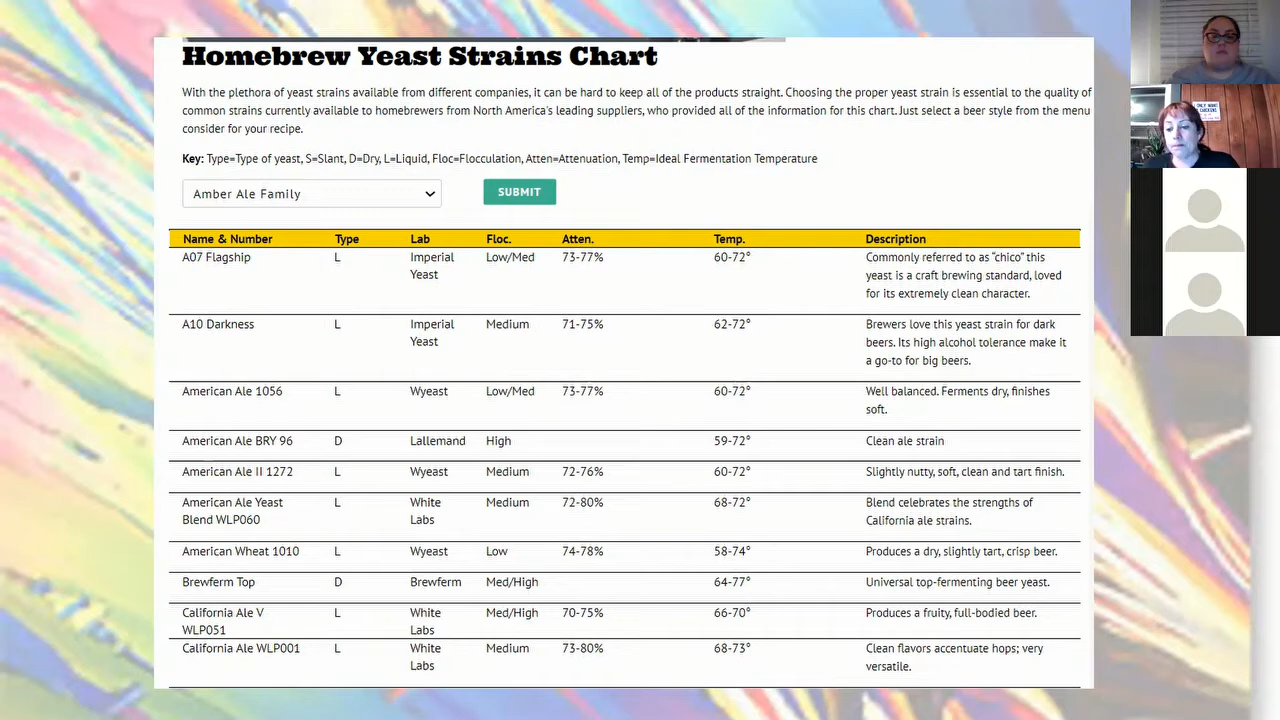 Homebrew Yeast Strains Chart
With the plethora of yeast strains available from different companies, it can be hard to keep all of the products straight. Choosing the proper yeast strain is essential to the quality of
common strains currently available to homebrewers from North America's leading suppliers, who provided all of the information for this chart. Just select a beer style from the menu
consider for your recipe.
Key: Type=Type of yeast, S=Slant, D=Dry, L=Liquid, Floc=Flocculation, Atten=Attenuation, Temp=Ideal Fermentation Temperature
Amber Ale Family SUBMIT
Name & Number Type Lab Floc. Atten. Temp. Description
A07 Flagship L Imperial Low/Med 73-77% 60-72° Commonly referred to as "chico" this
Yeast yeast is a craft brewing standard, loved
for its extremely clean character.
A10 Darkness L Imperial Medium 71-75% 62-72° Brewers love this yeast strain for dark
Yeast beers. Its high alcohol tolerance make it
a go-to for big beers.
American Ale 1056 L Wyeast Low/Med 73-77% 60-72° Well balanced. Ferments dry, finishes
soft.
American Ale BRY 96 D Lallemand High 59-72° Clean ale strain
American Ale II 1272 L Wyeast Medium 72-76% 60-72° Slightly nutty, soft, clean and tart finish.
American Ale Yeast L White Medium 72-80% 68-72° Blend celebrates the strengths of
Blend WLP060 Labs California ale strains.
American Wheat 1010 L Wyeast Low 74-78% 58-74° Produces a dry, slightly tart, crisp beer.
Brewferm Top D Brewferm Med/High 64-77° Universal top-fermenting beer yeast.
California Ale V L White Med/High 70-75% 66-70° Produces a fruity, full-bodied beer.
WLP051 Labs
California Ale WLP001 L White Medium 73-80% 68-73° Clean flavors accentuate hops; very
Labs versatile.